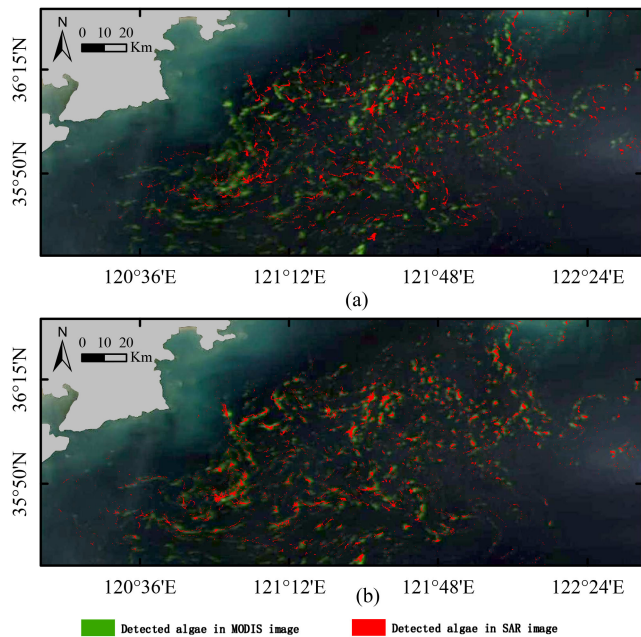 N
0 10 20
Km
36°15'N
35°50'N
120°36'E 121°12'E 121°48'E 122°24'E
(a)
N
0 10 20
Km
36°15'N
35°50'N
120°36'E 121°12'E 121°48'E 122°24'E
(b)
Detected algae in MODIS image Detected algae in SAR image